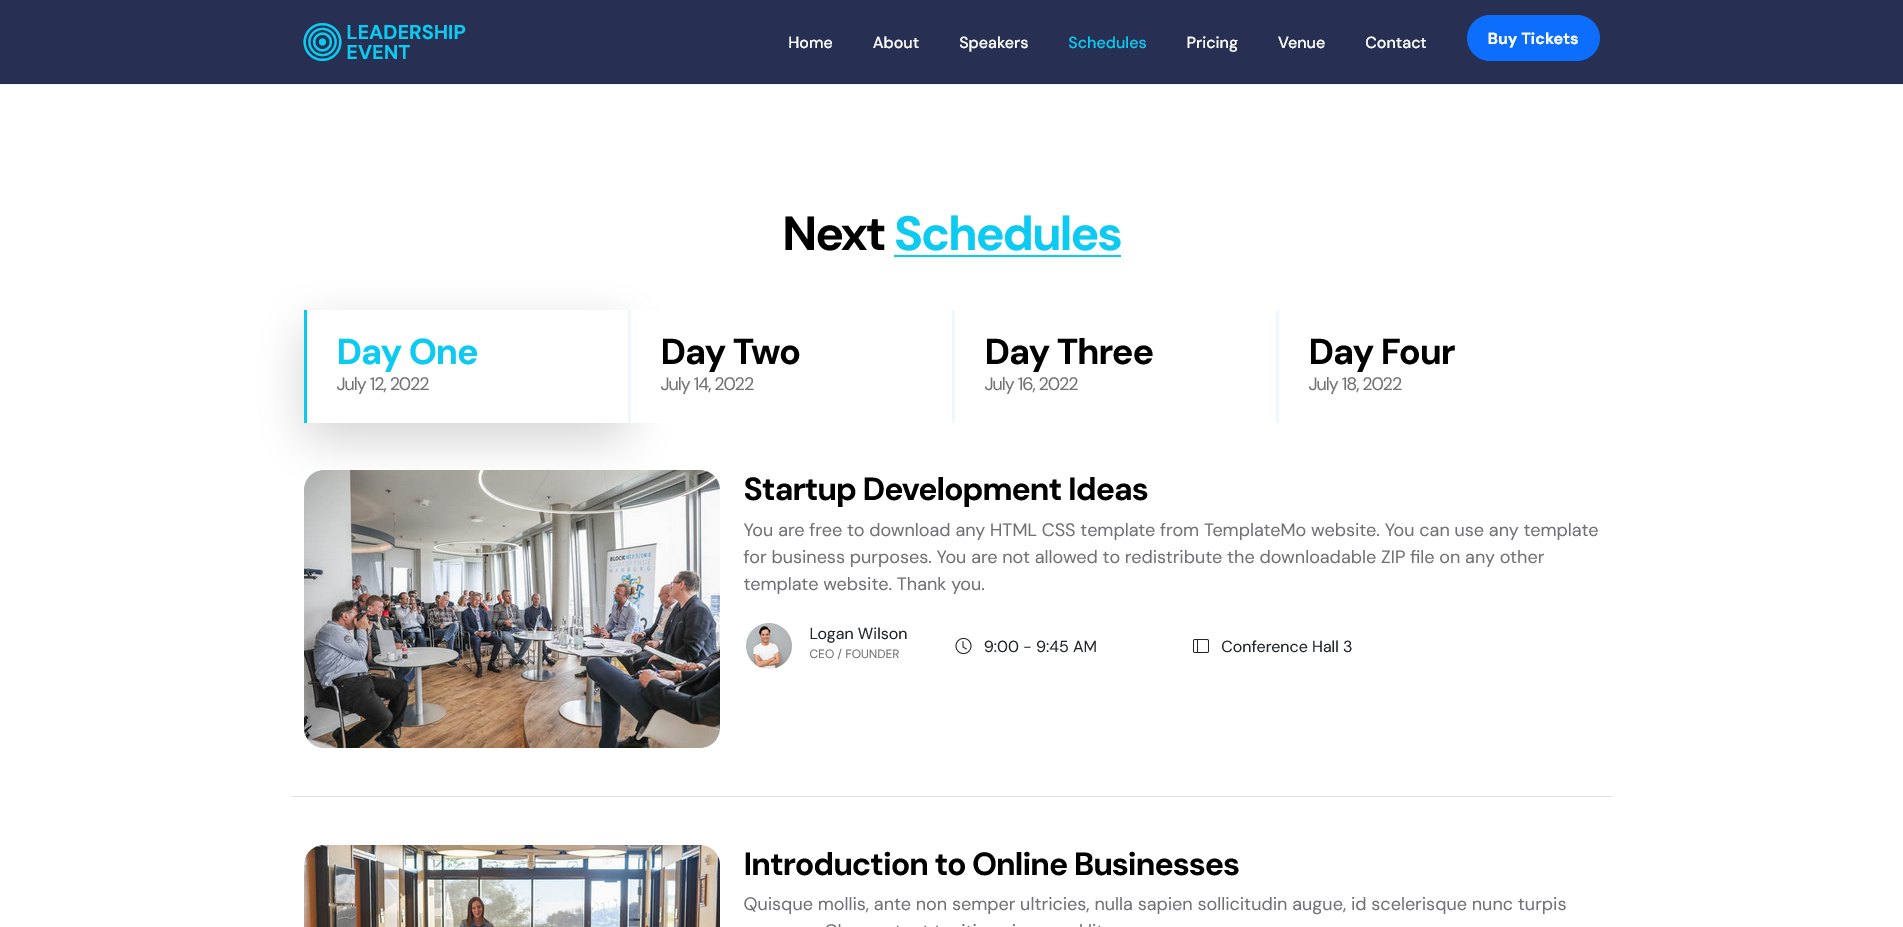 LEADERSHIP
EVENT
Home
About
Speakers
Schedules
Pricing
Venue
Contact
Buy Tickets
Next Schedules
Day One
July 12, 2022
Day Two
July 14, 2022
Day Three
July 16, 2022
Day Four
July 18, 2022
Startup Development Ideas
You are free to download any HTML CSS template from TemplateMo website. You can use any template
for business purposes. You are not allowed to redistribute the downloadable ZIP file on any other
template website. Thank you.
Logan Wilson
CEO / FOUNDER
9:00 - 9:45 AM
Conference Hall 3
Introduction to Online Businesses
Quisque mollis, ante non semper ultricies, nulla sapien sollicitudin augue, id scelerisque nunc turpis